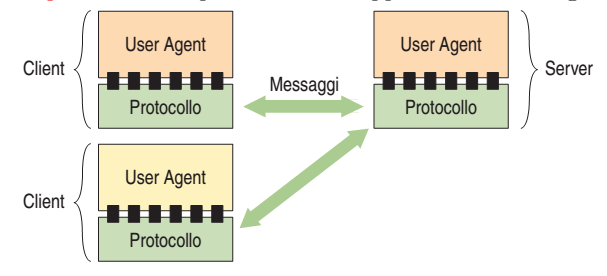 User Agent
Client
Protocollo
Messaggi
User Agent
Server
Protocollo
User Agent
Client
Protocollo